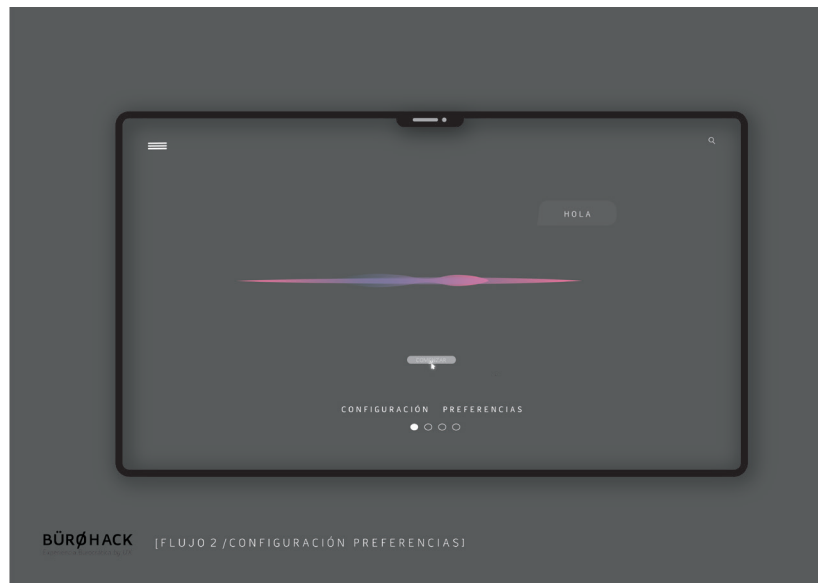 HOLA
CONFIGURACIÓN PREFERENCIAS
BÜRØHACK
[FLUJO 2 /CONFIGURACIÓN PREFERENCIAS]